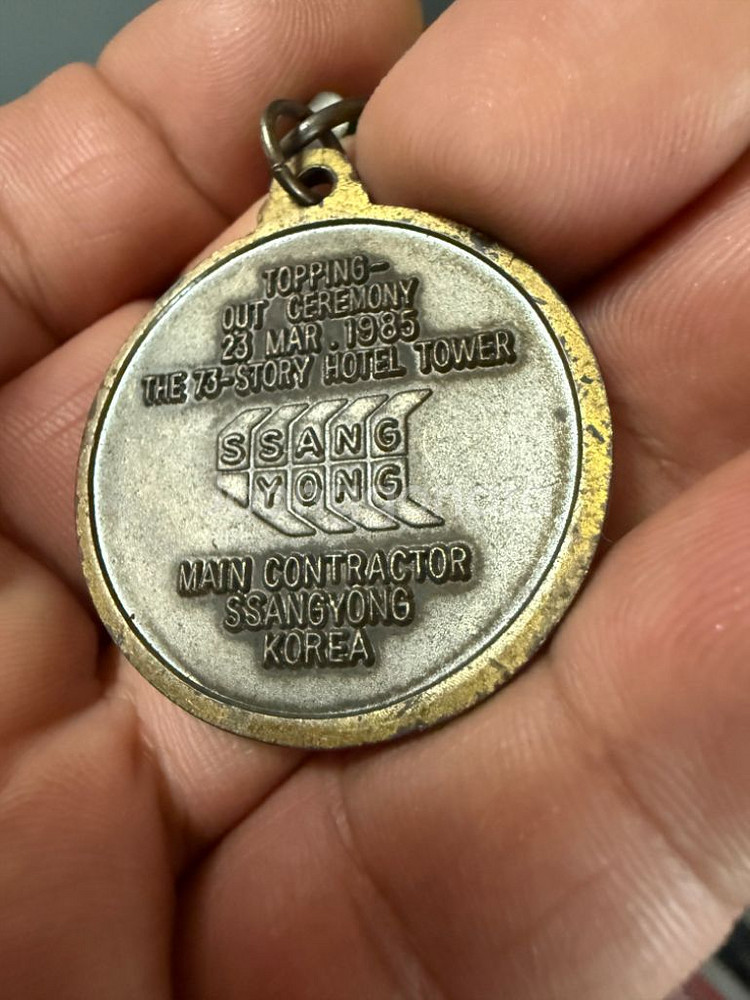 TOPPING-
OUT CEREMONY
23 MAR. 1985
THE 73-STORY HOTEL TOWER
SSANG
YONG
MAIN CONTRACTOR
SSANGYONG
KOREA